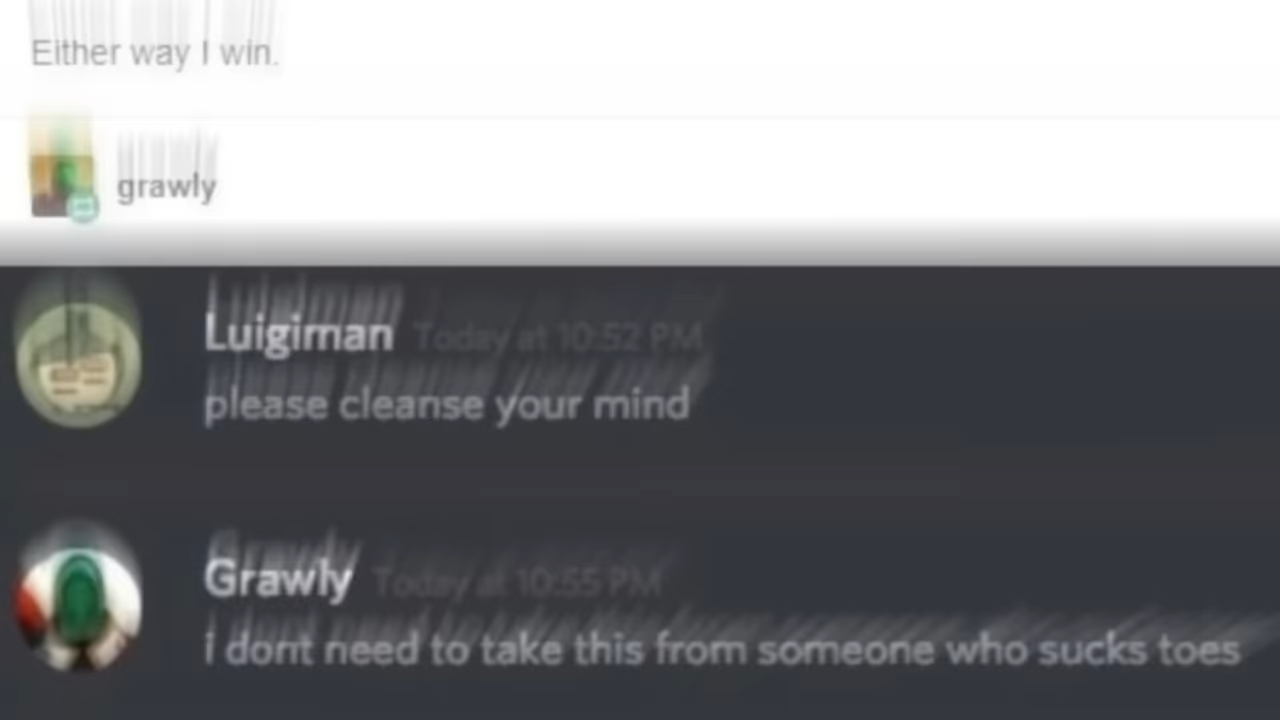 Either way I win.
grawly
Luigiman Today at 10:52 PM
please cleanse your mind
Grawly Today at 10:55 PM
i dont need to take this from someone who sucks toes